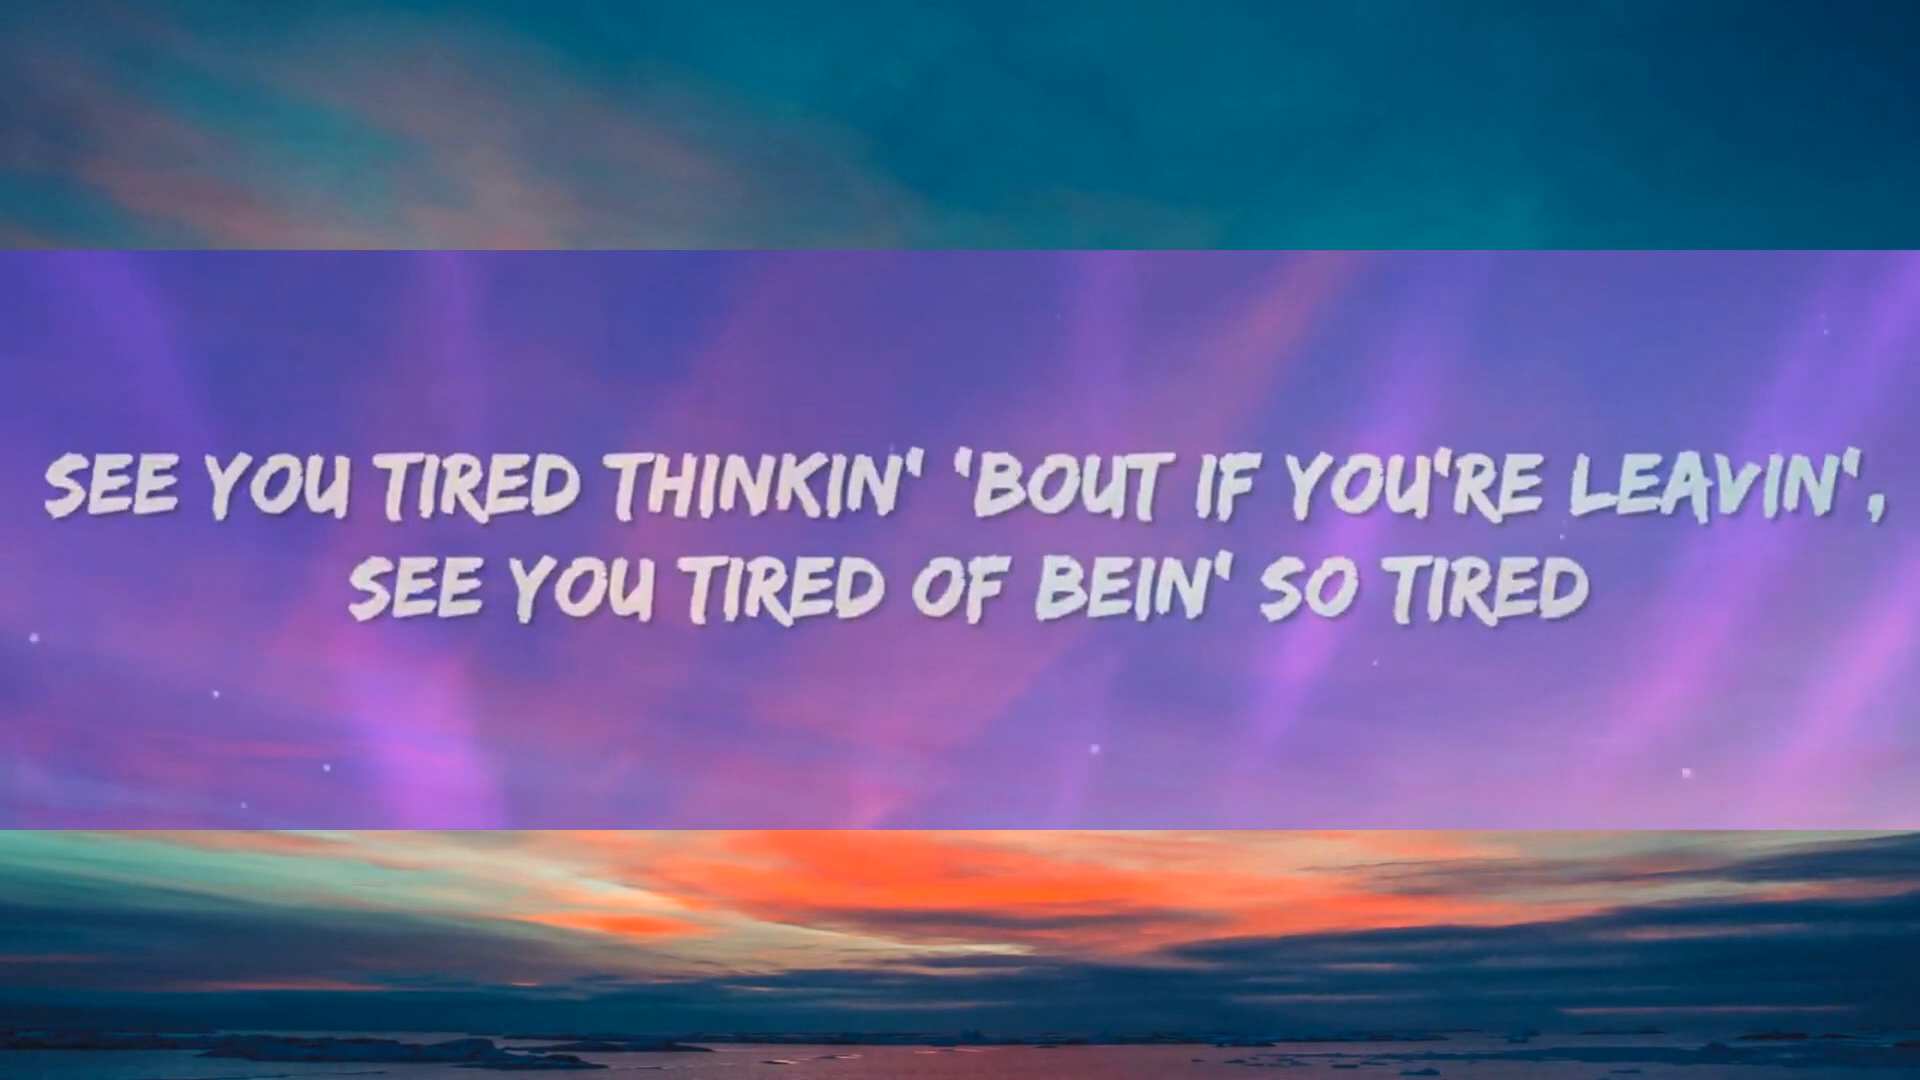 SEE YOU TIRED THINKIN' 'BOUT IF YOU'RE LEAVIN',
SEE YOU TIRED OF BEIN' SO TIRED